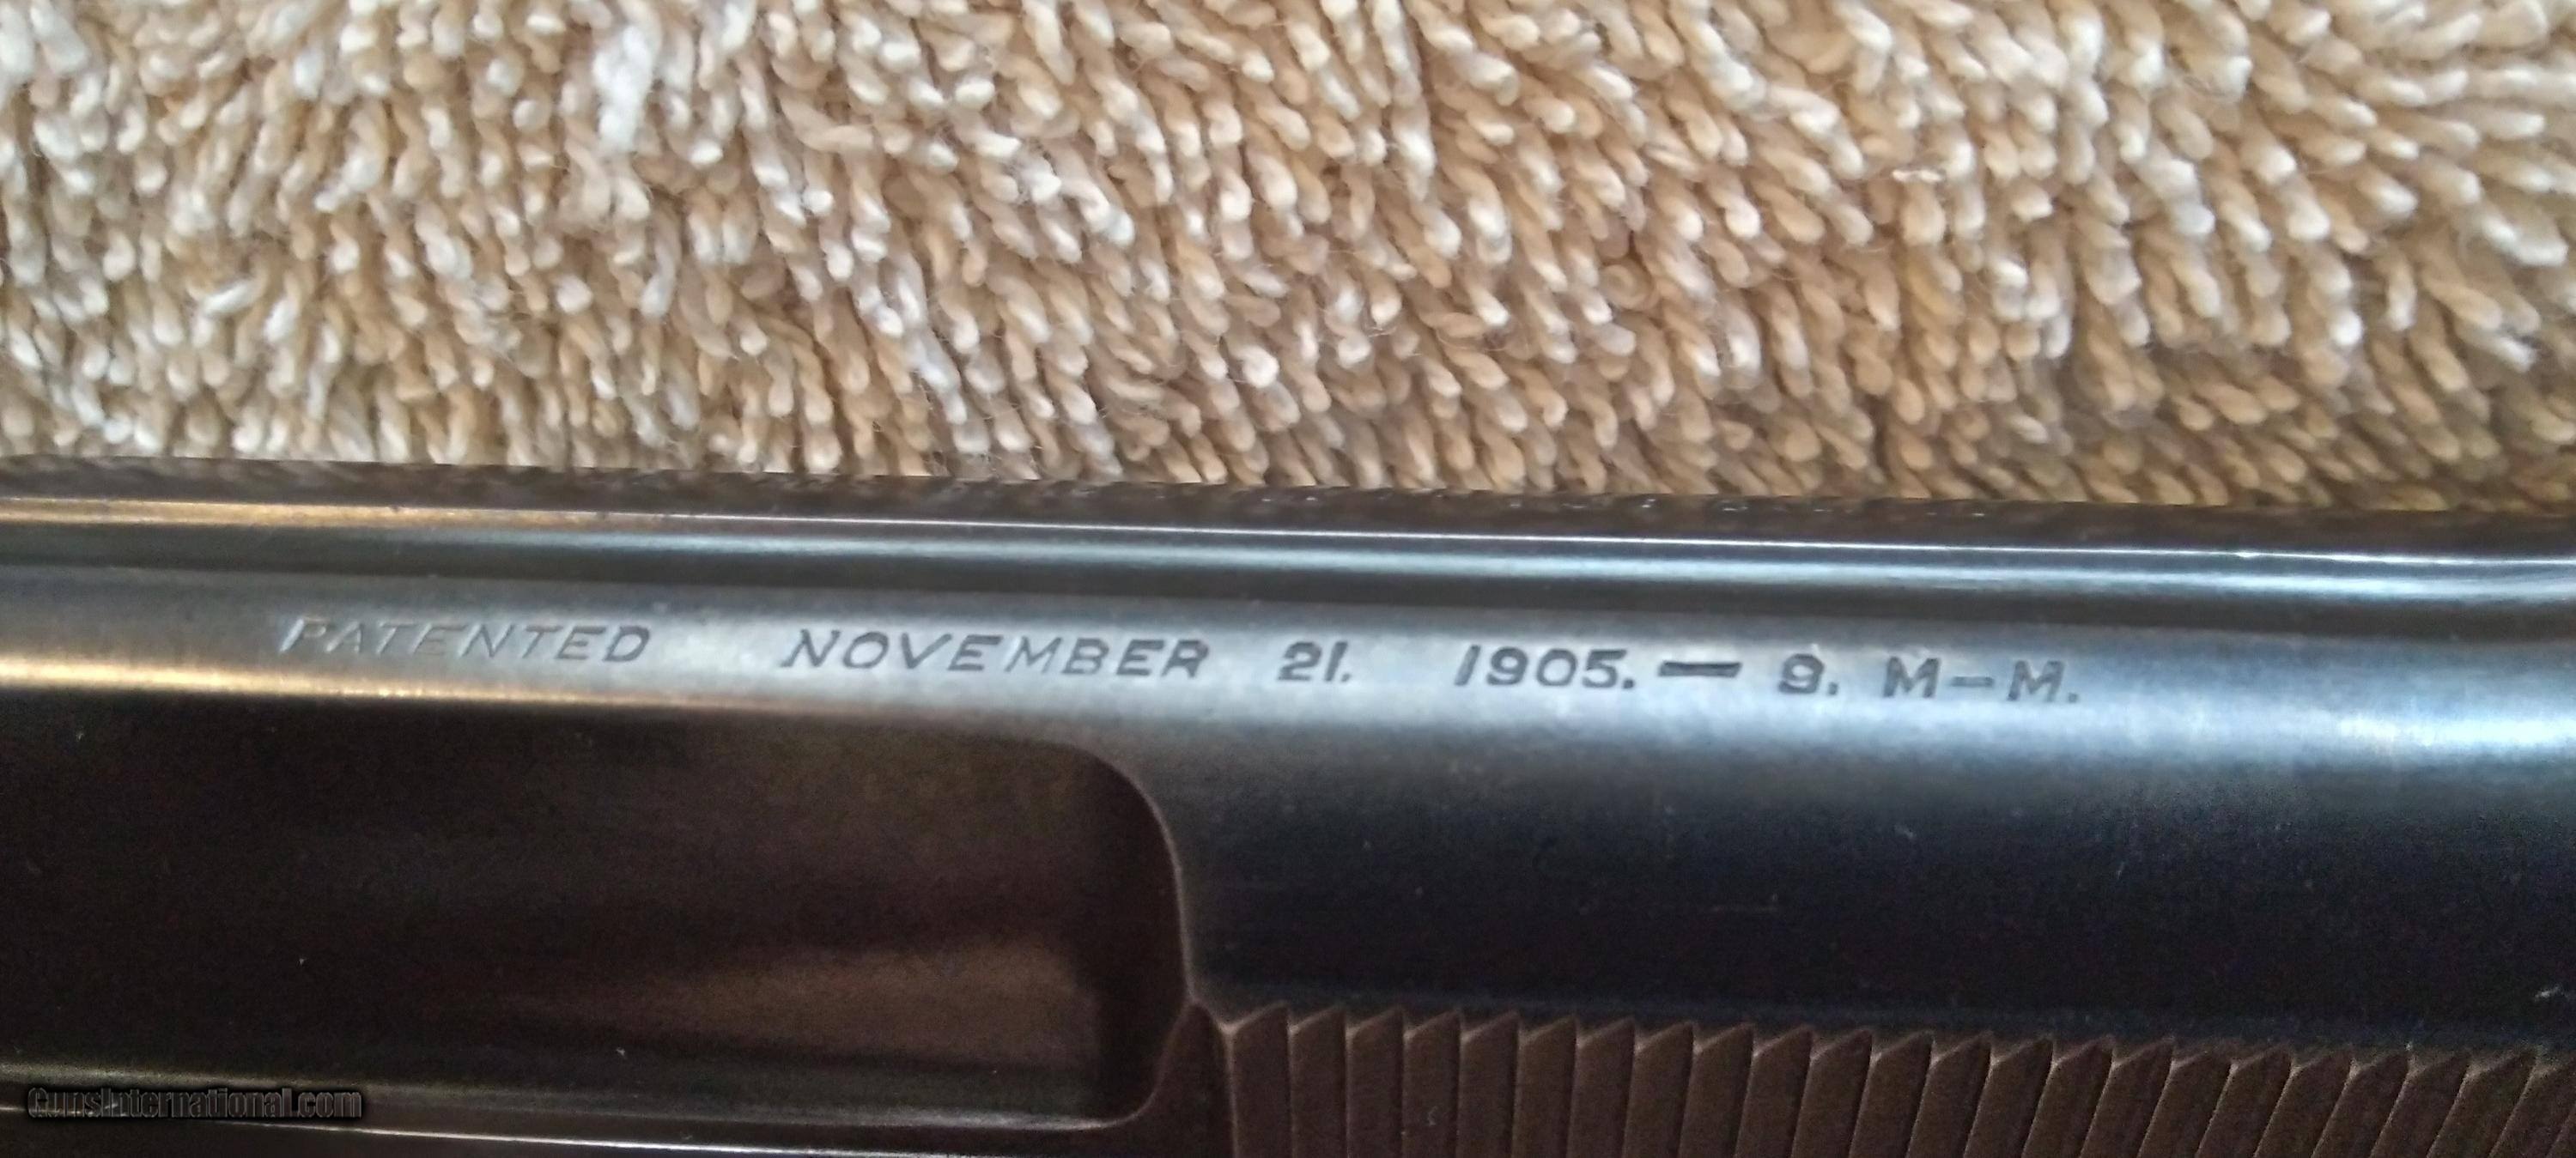 PATENTED NOVEMBER 21. 1905.— 9. M–M.
GunsInternational.com